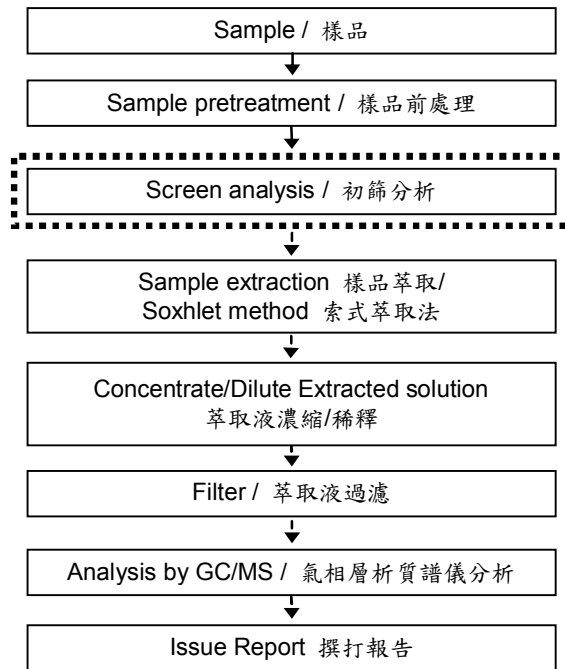 Sample / 樣品
Sample pretreatment / 樣品前處理
Screen analysis / 初篩分析
Sample extraction 樣品萃取/
Soxhlet method 索式萃取法
Concentrate/Dilute Extracted solution
萃取液濃縮/稀釋
Filter / 萃取液過濾
Analysis by GC/MS / 氣相層析質譜儀分析
Issue Report 撰打報告